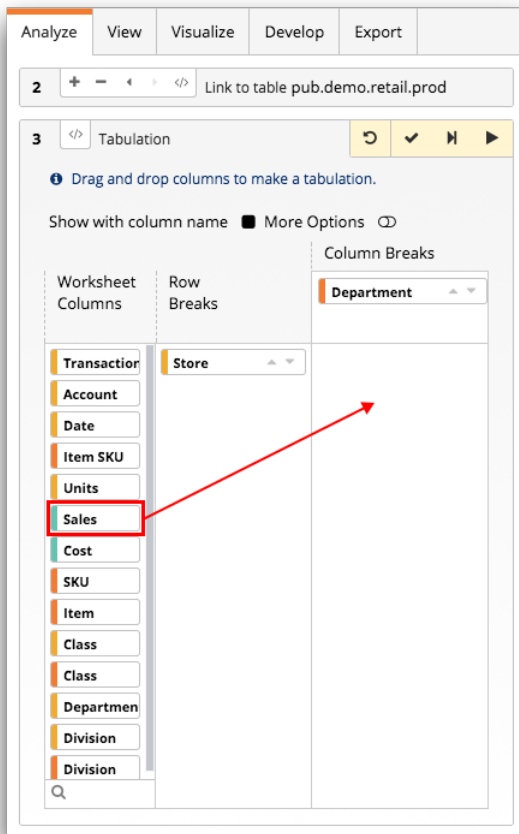 Analyze View Visualize Develop Export
2 Link to table pub.demo.retail.prod
3 Tabulation
Drag and drop columns to make a tabulation.
Show with column name More Options
Column Breaks
Worksheet
Columns
Row
Breaks
Department
Transaction
Store
Account
Date
Item SKU
Units
Sales
Cost
SKU
Item
Class
Class
Departmen
Division
Division